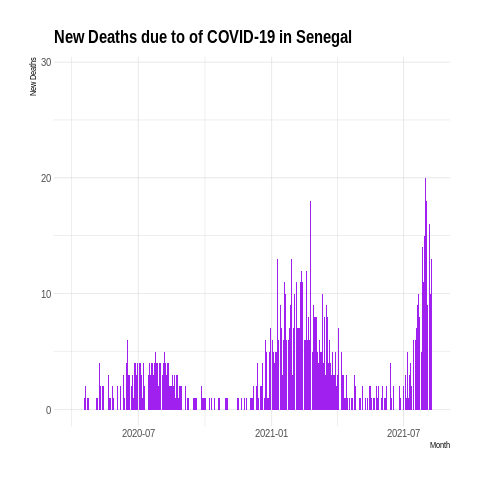 New Deaths due to of COVID-19 in Senegal
New Deaths
30
20
10
0
2020-07
2021-01
2021-07
Month